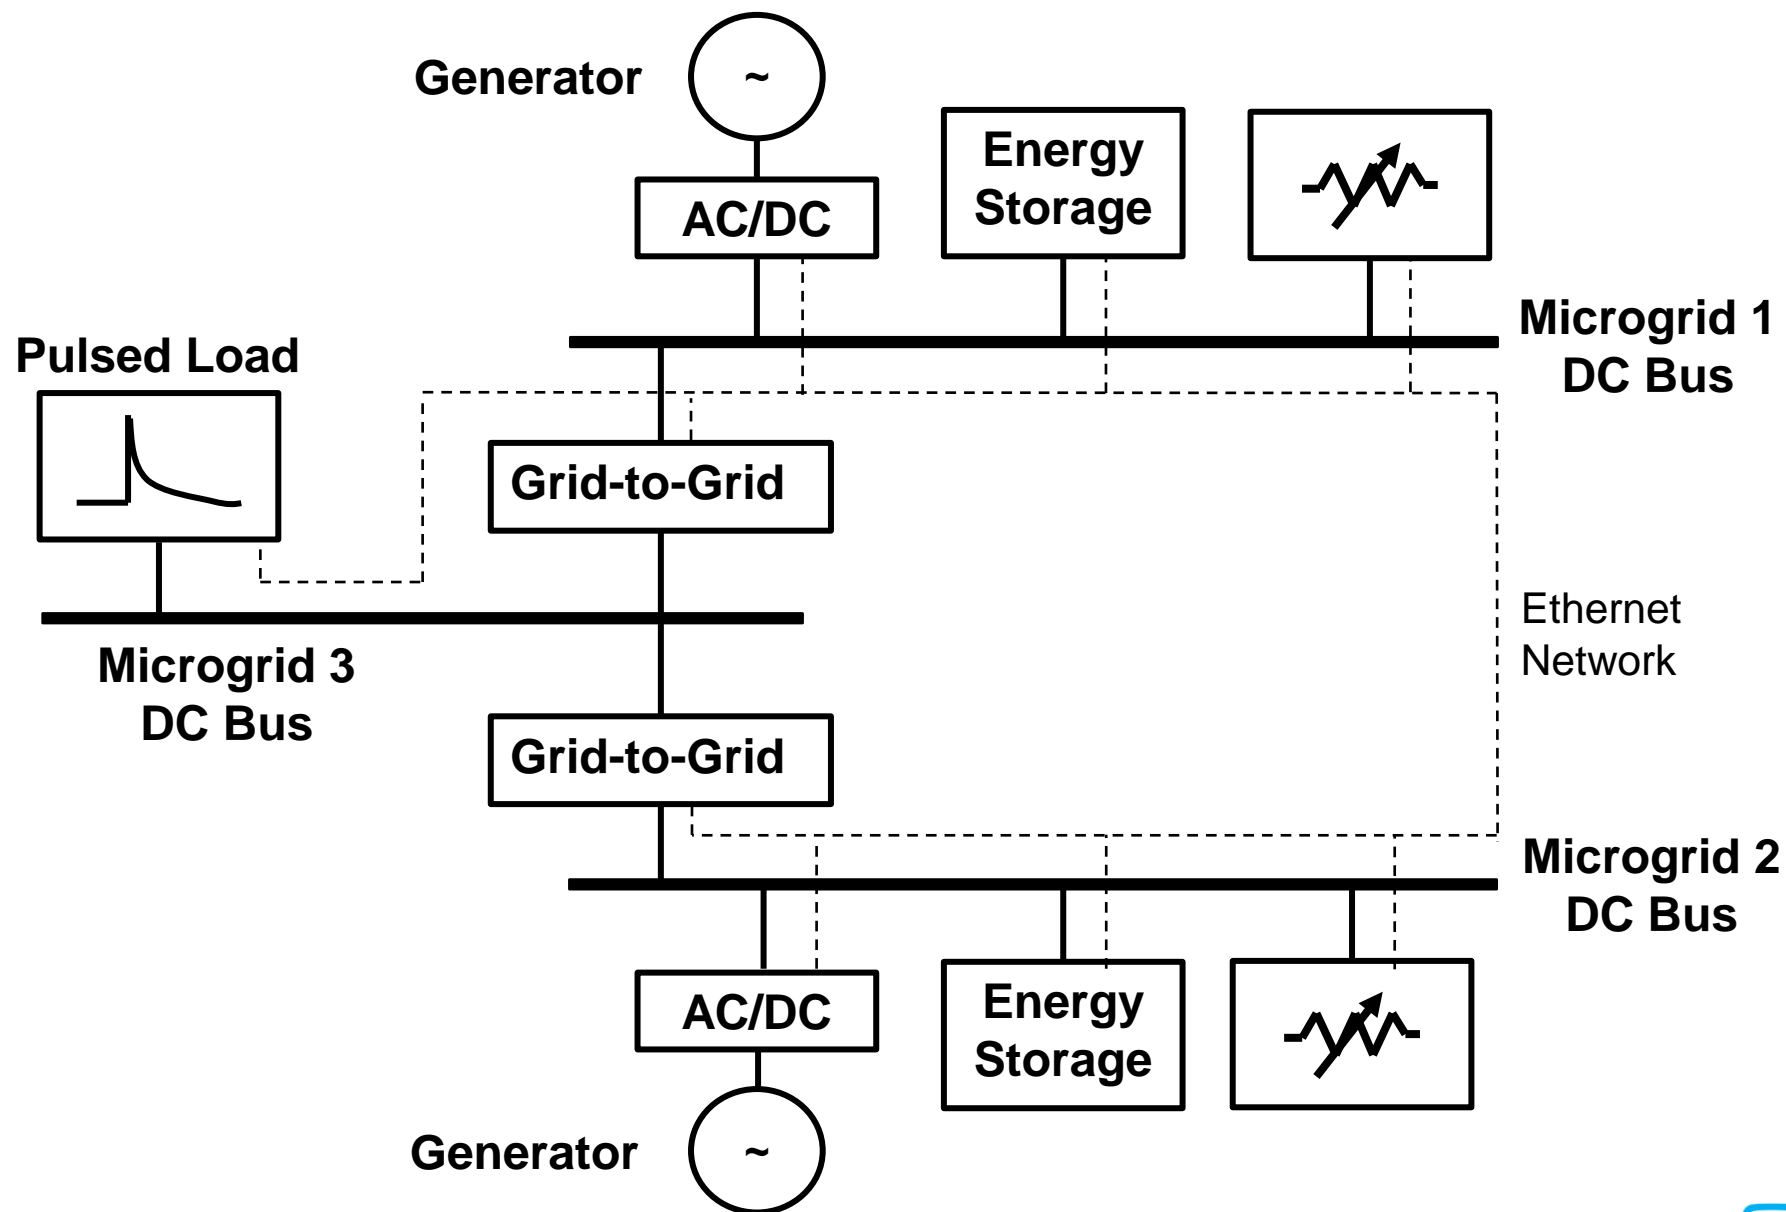 Generator
~
Energy
Storage
AC/DC
Microgrid 1
DC Bus
Pulsed Load
Grid-to-Grid
Ethernet
Network
Microgrid 3
DC Bus
Grid-to-Grid
Microgrid 2
DC Bus
AC/DC
Energy
Storage
Generator
~